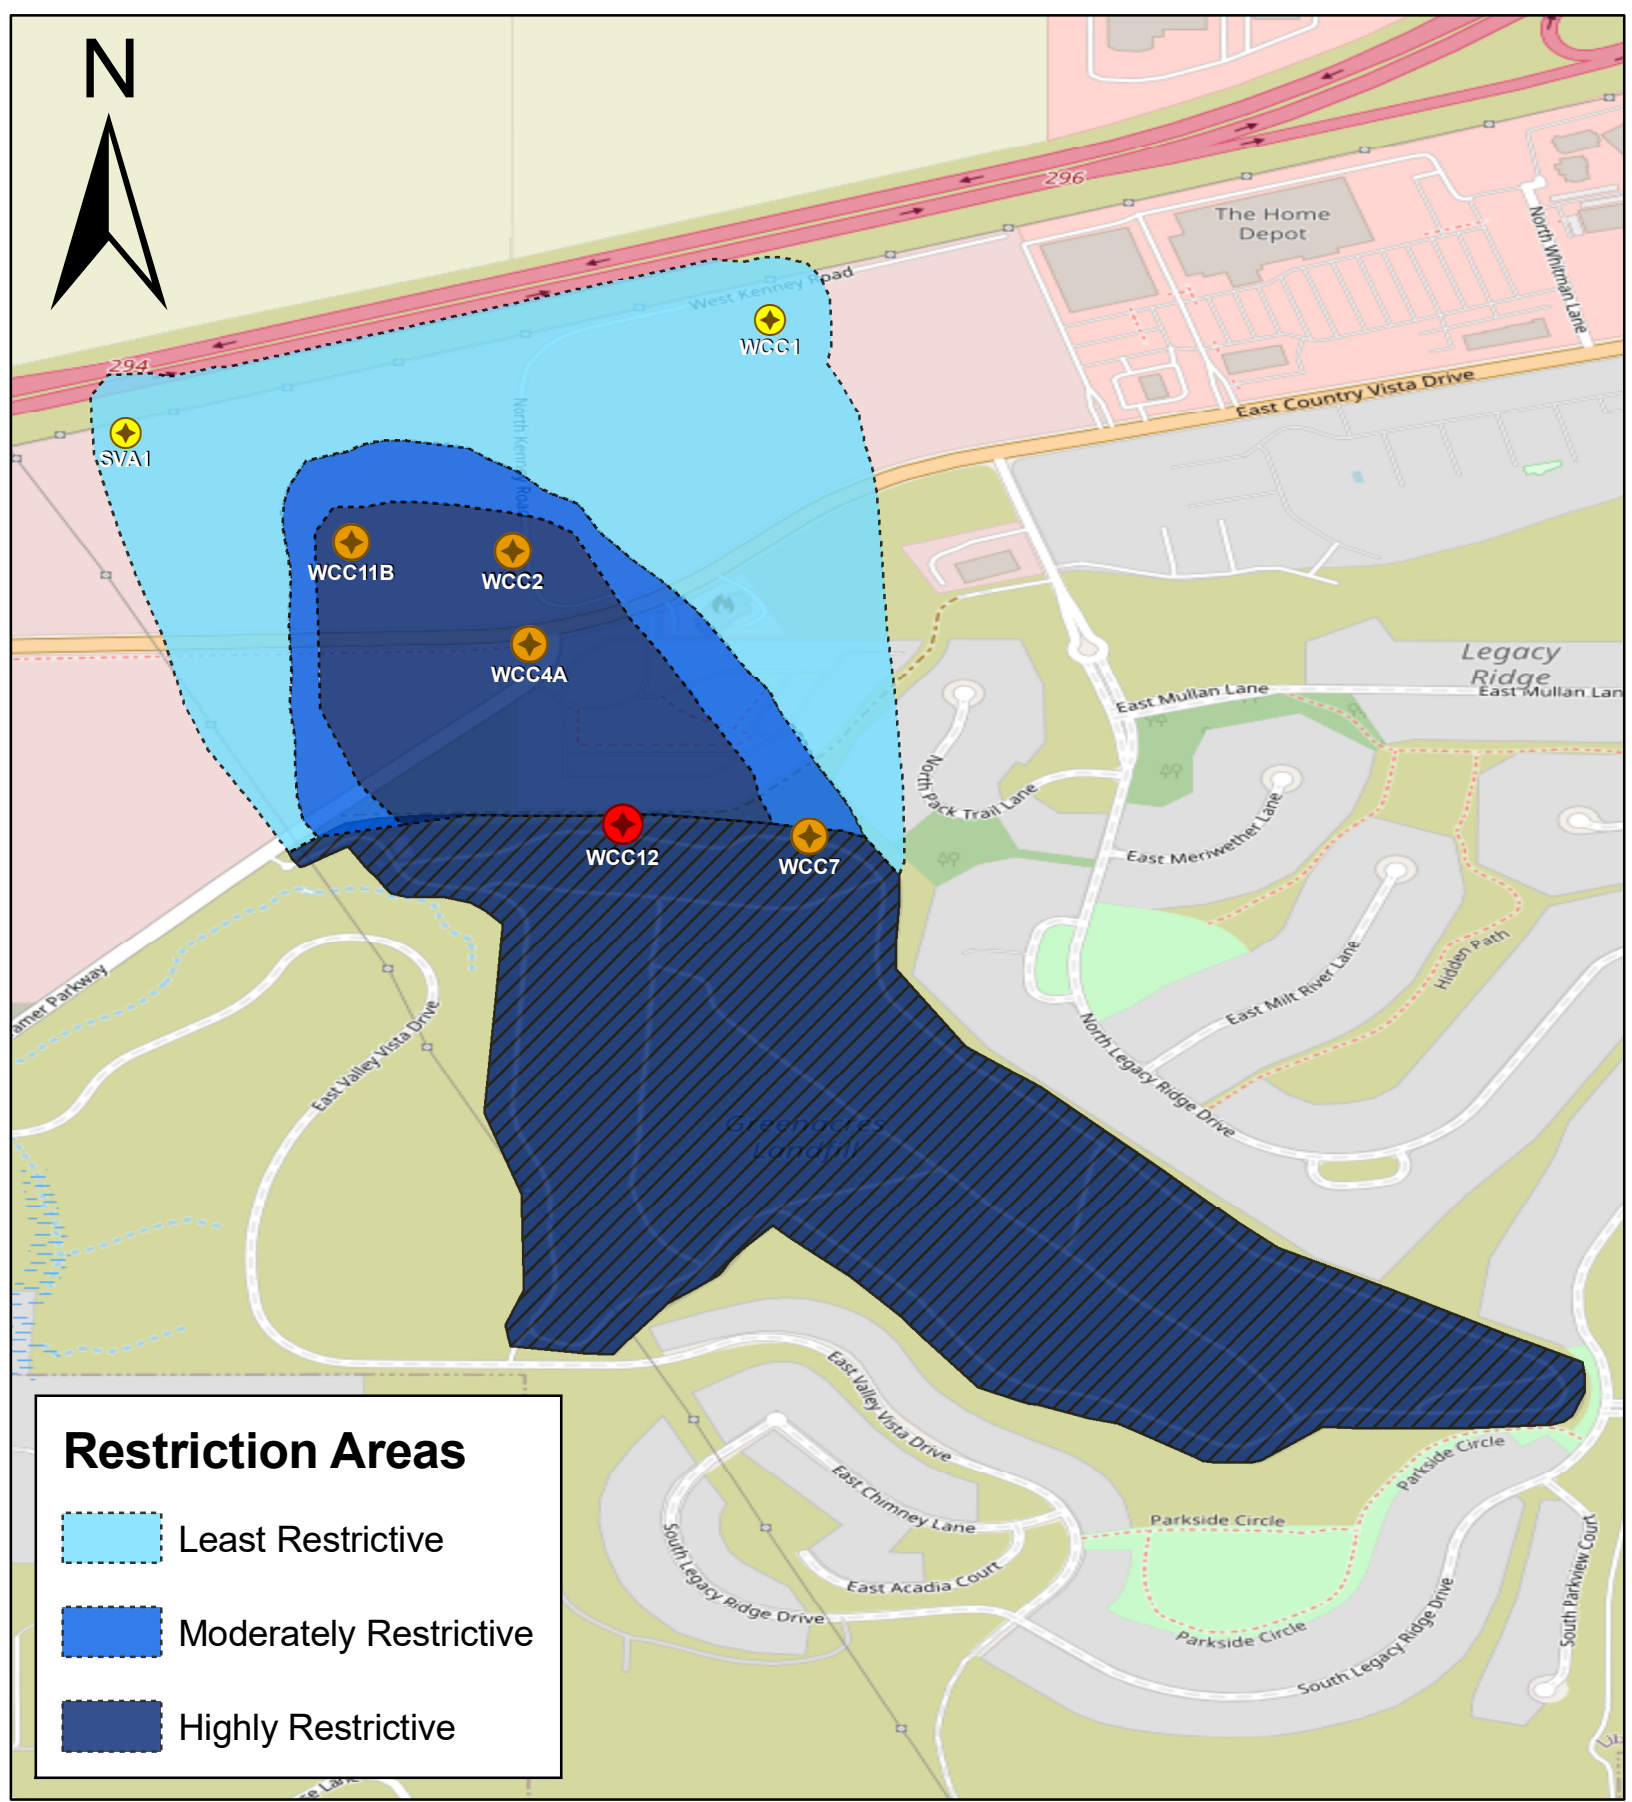 N
296
The Home
Depot
North Whitman Lane
West Kenney Road
WCC1
294
East Country Vista Drive
SVA1
North Kenney Road
WCC11B
WCC2
WCC4A
Legacy
Ridge
East Mullan Lane
East Mullan Lan
North Pack Trail Lane
East Meriwether Lane
WCC12
WCC7
amer Parkway
East Valley Vista Drive
Hidden Path
East Milt River Lane
North Legacy Ridge Drive
Greenacres
Landfill
East Valley Vista Drive
East Chimney Lane
East Acadia Court
South Legacy Ridge Drive
Parkside Circle
Parkside Circle
Parkside Circle
South Legacy Ridge Drive
South Parkview Court
Restriction Areas
Least Restrictive
Moderately Restrictive
Highly Restrictive